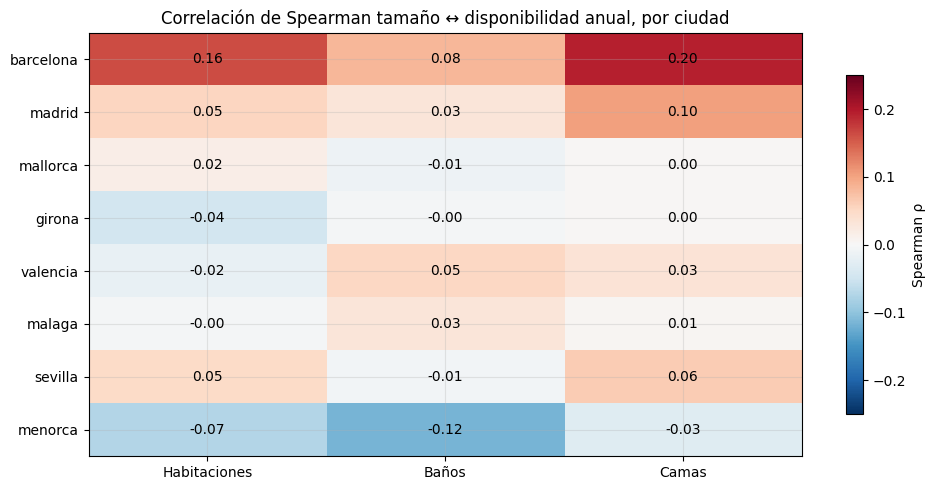 Correlación de Spearman tamaño ↔ disponibilidad anual, por ciudad
barcelona 0.16 0.08 0.20
madrid 0.05 0.03 0.10
mallorca 0.02 -0.01 0.00
girona -0.04 -0.00 0.00
valencia -0.02 0.05 0.03
malaga -0.00 0.03 0.01
sevilla 0.05 -0.01 0.06
menorca -0.07 -0.12 -0.03
Habitaciones Baños Camas
0.2
0.1
0.0
−0.1
−0.2
Spearman ρ